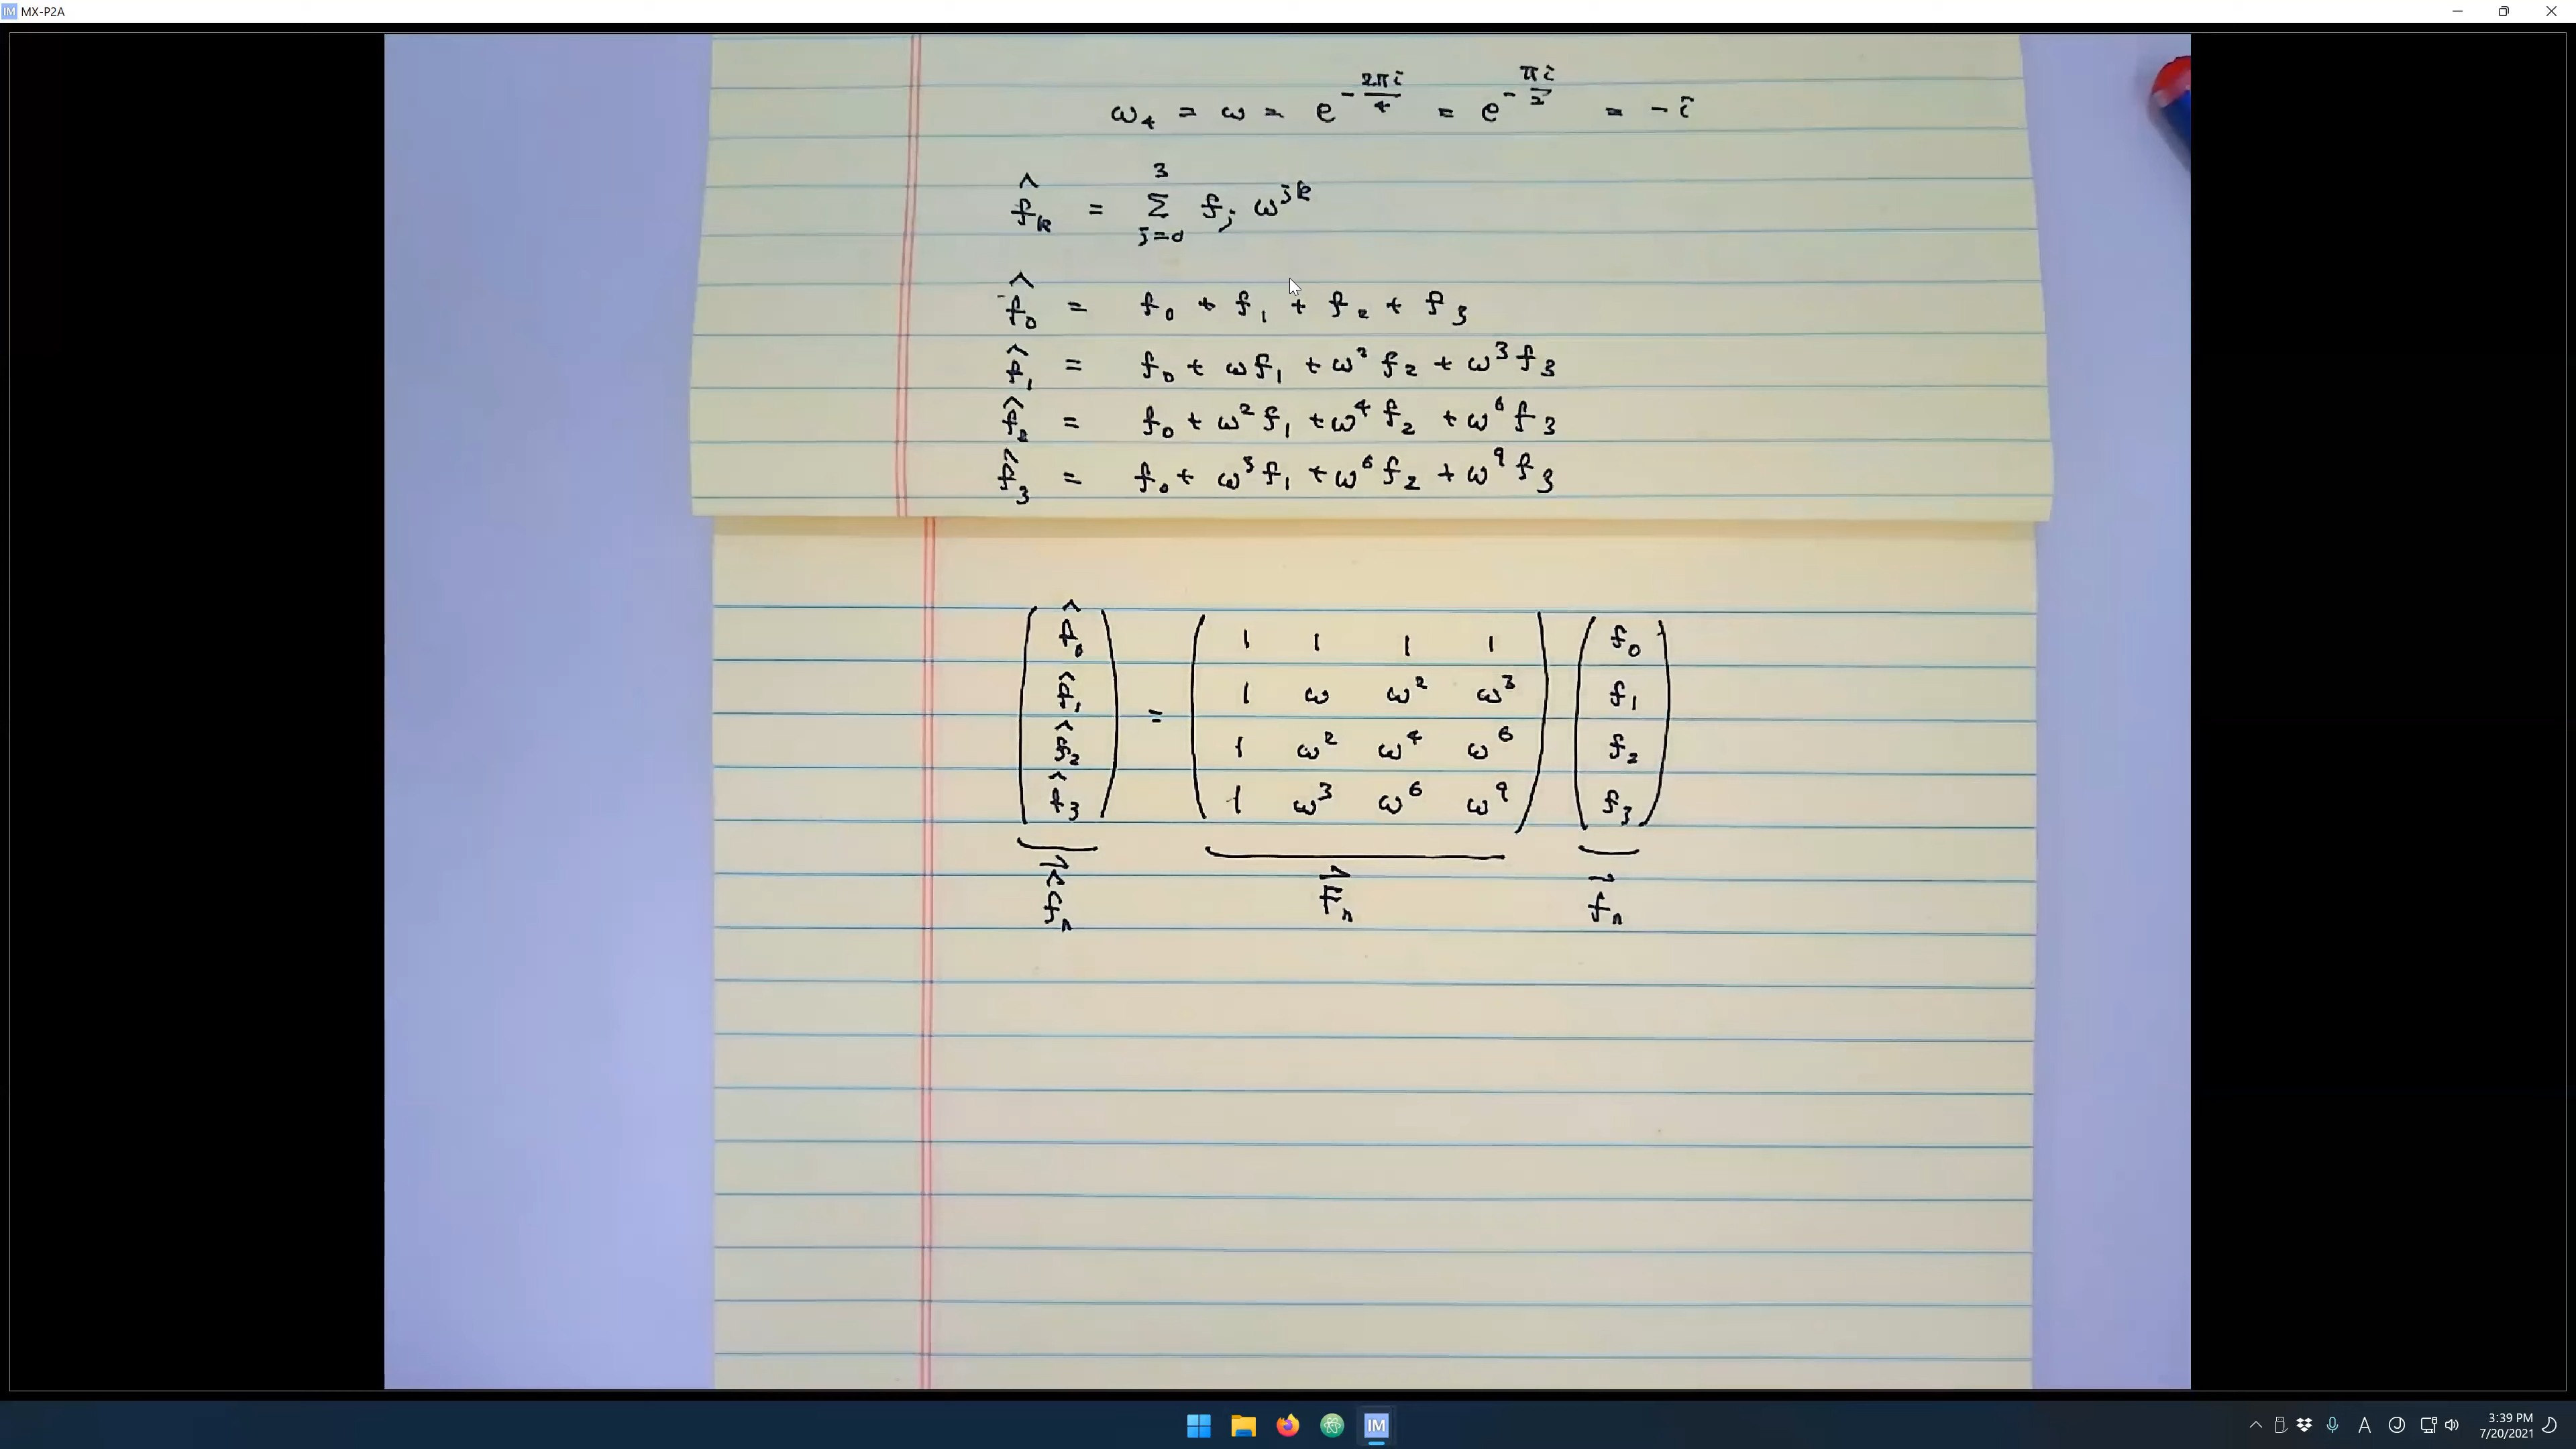 MX-P2A
ω₄ = ω = e^{-2πi/4} = e^{-πi/2} = -i
f̂ₖ = Σ_{j=0}^{3} fⱼ ω^{jk}
f̂₀ = f₀ + f₁ + f₂ + f₃
f̂₁ = f₀ + ωf₁ + ω²f₂ + ω³f₃
f̂₂ = f₀ + ω²f₁ + ω⁴f₂ + ω⁶f₃
f̂₃ = f₀ + ω³f₁ + ω⁶f₂ + ω⁹f₃
( f̂₀ ) ( 1 1 1 1 ) ( f₀ )
( f̂₁ ) = ( 1 ω ω² ω³ ) ( f₁ )
( f̂₂ ) ( 1 ω² ω⁴ ω⁶ ) ( f₂ )
( f̂₃ ) ( 1 ω³ ω⁶ ω⁹ ) ( f₃ )
f̂⃗ₙ F⃗ₙ f⃗ₙ
IM
A
3:39 PM
7/20/2021